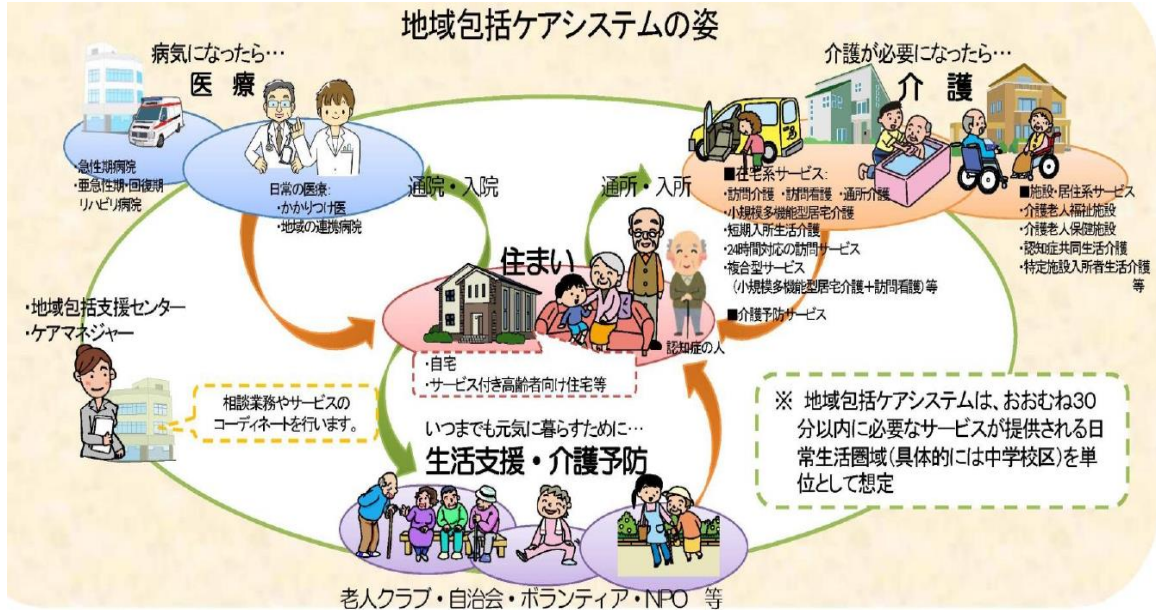 地域包括ケアシステムの姿
病気になったら…
医 療
・急性期病院
・亜急性期・回復期
リハビリ病院
日常の医療:
・かかりつけ医
・地域の連携病院
通院・入院
通所・入所
介護が必要になったら…
介 護
■在宅系サービス:
・訪問介護 ・訪問看護 ・通所介護
・小規模多機能型居宅介護
・短期入所生活介護
・24時間対応の訪問サービス
・複合型サービス
(小規模多機能型居宅介護+訪問看護)等
■介護予防サービス
■施設・居住系サービス
・介護老人福祉施設
・介護老人保健施設
・認知症共同生活介護
・特定施設入所者生活介護
等
住まい
認知症の人
・自宅
・サービス付き高齢者向け住宅等
・地域包括支援センター
・ケアマネジャー
相談業務やサービスの
コーディネートを行います。
いつまでも元気に暮らすために…
生活支援・介護予防
老人クラブ・自治会・ボランティア・NPO 等
※ 地域包括ケアシステムは、おおむね30
分以内に必要なサービスが提供される日
常生活圏域(具体的には中学校区)を単
位として想定